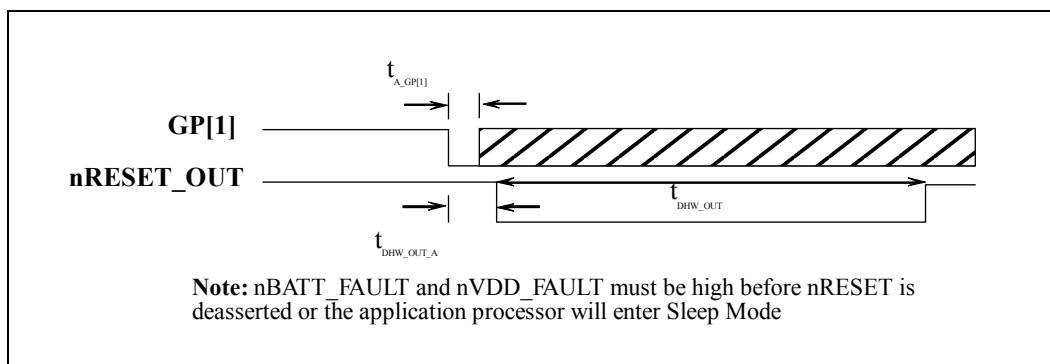 t A_GP[1]
GP[1]
nRESET_OUT
t DHW_OUT
t DHW_OUT_A
Note: nBATT_FAULT and nVDD_FAULT must be high before nRESET is
deasserted or the application processor will enter Sleep Mode